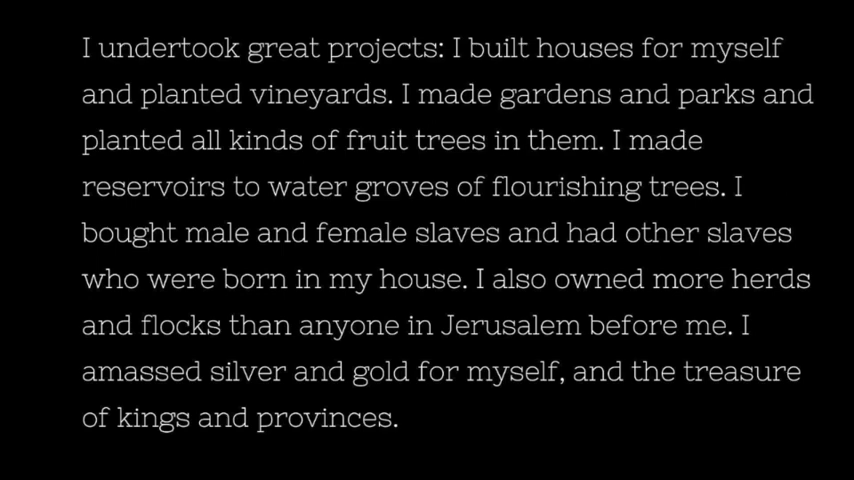 I undertook great projects: I built houses for myself
and planted vineyards. I made gardens and parks and
planted all kinds of fruit trees in them. I made
reservoirs to water groves of flourishing trees. I
bought male and female slaves and had other slaves
who were born in my house. I also owned more herds
and flocks than anyone in Jerusalem before me. I
amassed silver and gold for myself, and the treasure
of kings and provinces.